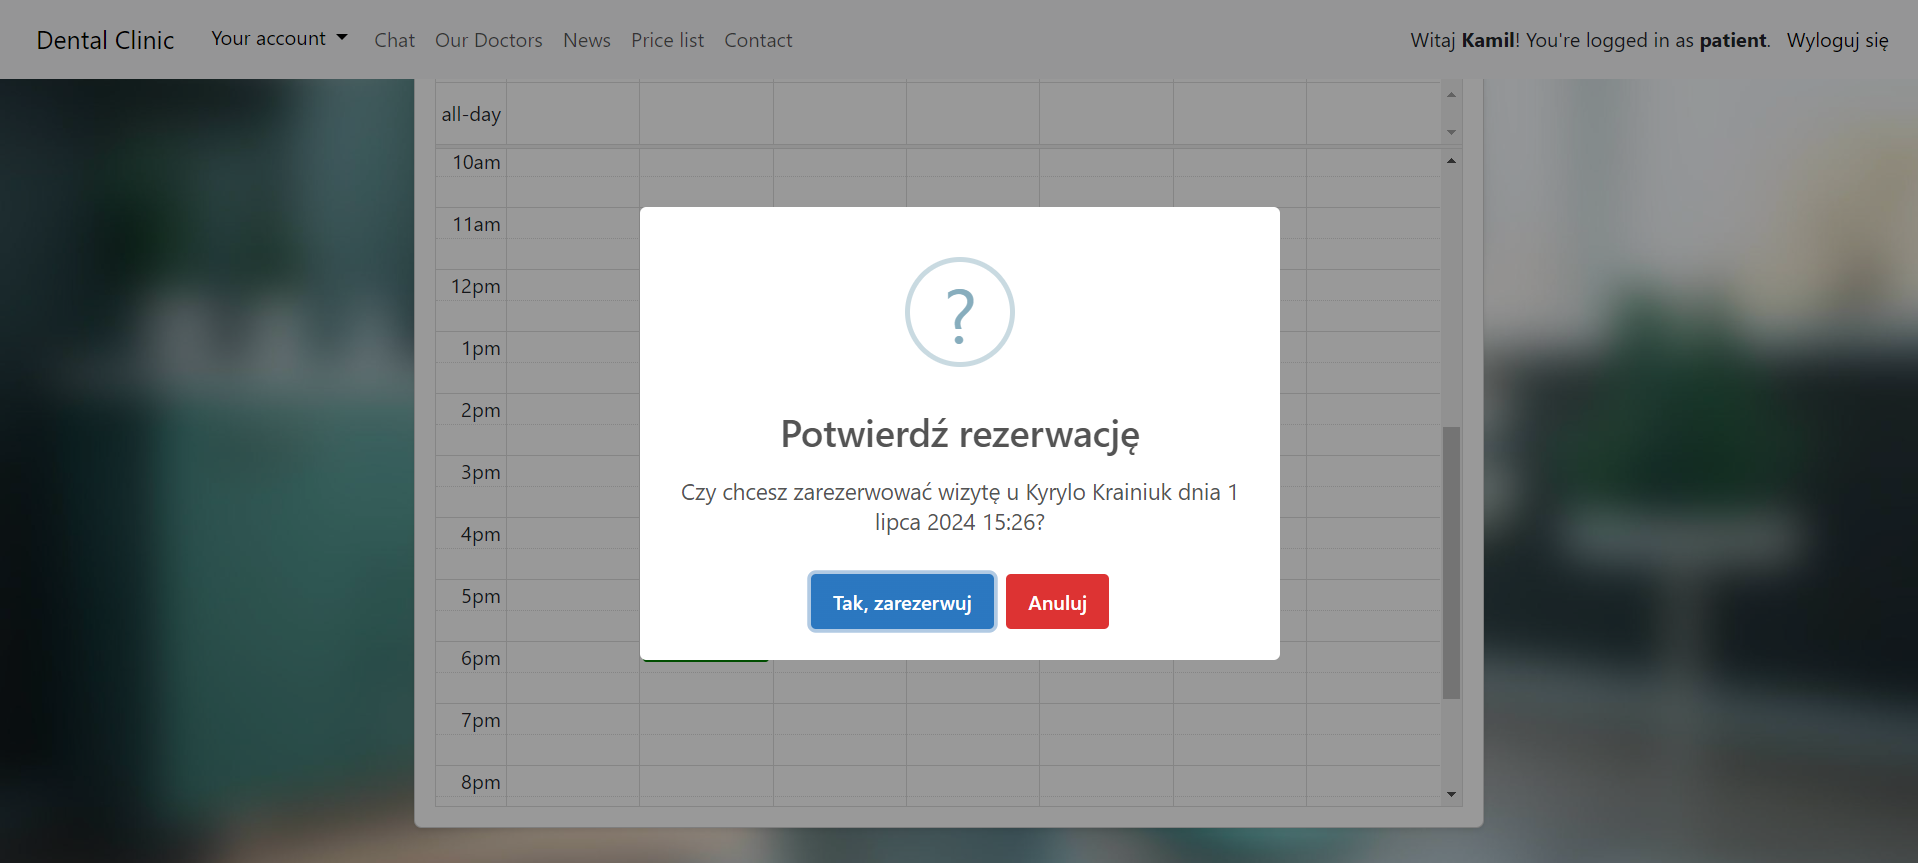 Dental Clinic Your account Chat Our Doctors News Price list Contact Witaj Kamil! You're logged in as patient. Wyloguj się
all-day
10am
11am
12pm
1pm
2pm
3pm
4pm
5pm
6pm
7pm
8pm
?
Potwierdź rezerwację
Czy chcesz zarezerwować wizytę u Kyrylo Krainiuk dnia 1
lipca 2024 15:26?
Tak, zarezerwuj Anuluj